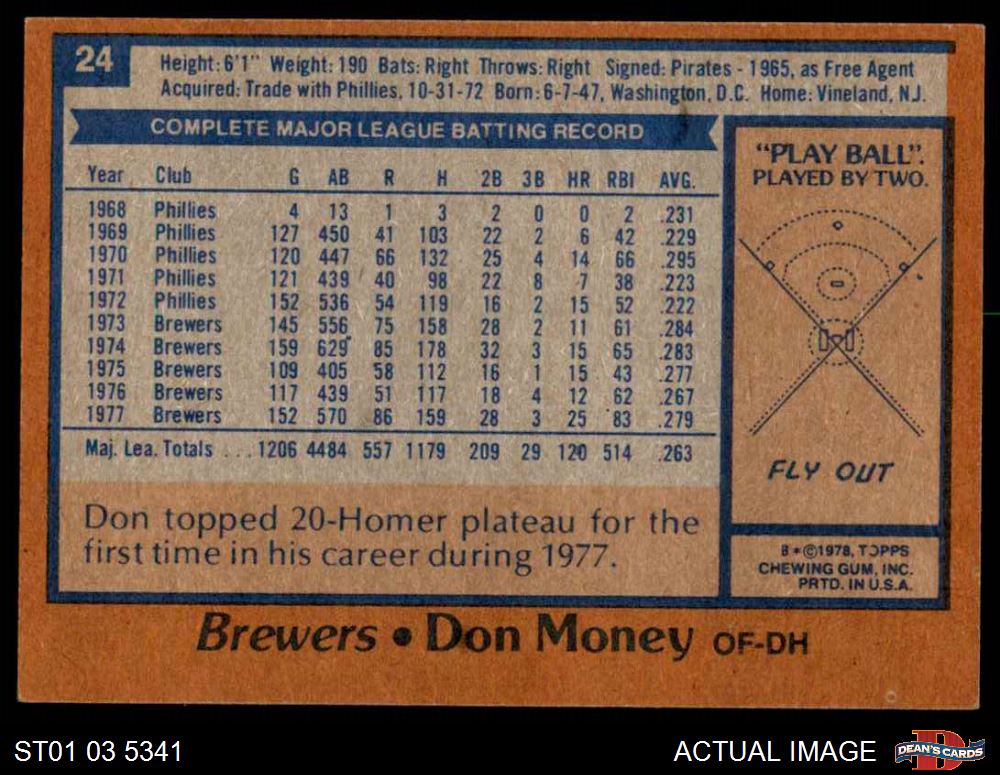 24
Height: 6'1" Weight: 190 Bats: Right Throws: Right Signed: Pirates - 1965, as Free Agent
Acquired: Trade with Phillies, 10-31-72 Born: 6-7-47, Washington, D.C. Home: Vineland, N.J.
COMPLETE MAJOR LEAGUE BATTING RECORD
Year Club G AB R H 2B 3B HR RBI AVG.
1968 Phillies 4 13 1 3 2 0 0 2 .231
1969 Phillies 127 450 41 103 22 2 6 42 .229
1970 Phillies 120 447 66 132 25 4 14 66 .295
1971 Phillies 121 439 40 98 22 8 7 38 .223
1972 Phillies 152 536 54 119 16 2 15 52 .222
1973 Brewers 145 556 75 158 28 2 11 61 .284
1974 Brewers 159 629 85 178 32 3 15 65 .283
1975 Brewers 109 405 58 112 16 1 15 43 .277
1976 Brewers 117 439 51 117 18 4 12 62 .267
1977 Brewers 152 570 86 159 28 3 25 83 .279
Maj. Lea. Totals ... 1206 4484 557 1179 209 29 120 514 .263
Don topped 20-Homer plateau for the
first time in his career during 1977.
"PLAY BALL".
PLAYED BY TWO.
FLY OUT
B*©1978, TOPPS
CHEWING GUM, INC.
PRTD. IN U.S.A.
Brewers • Don Money OF-DH
ST01 03 5341
ACTUAL IMAGE
D
DEAN'S CARDS